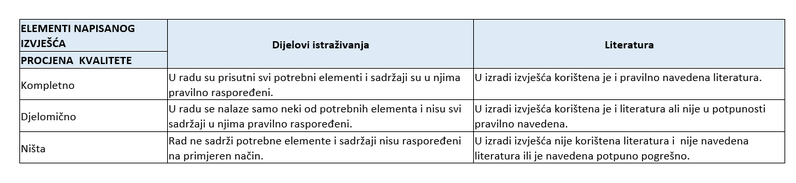 ELEMENTI NAPISANOG
IZVJEŠĆA
PROCJENA KVALITETE
Dijelovi istraživanja
Literatura
Kompletno
U radu su prisutni svi potrebni elementi i sadržaji su u njima
pravilno raspoređeni.
U izradi izvješća korištena je i pravilno navedena literatura.
Djelomično
U radu se nalaze samo neki od potrebnih elementa i nisu svi
sadržaji u njima pravilno raspoređeni.
U izradi izvješća korištena je i literatura ali nije u potpunosti
pravilno navedena.
Ništa
Rad ne sadrži potrebne elemente i sadržaji nisu raspoređeni
na primjeren način.
U izradi izvješća nije korištena literatura i nije navedena
literatura ili je navedena potpuno pogrešno.